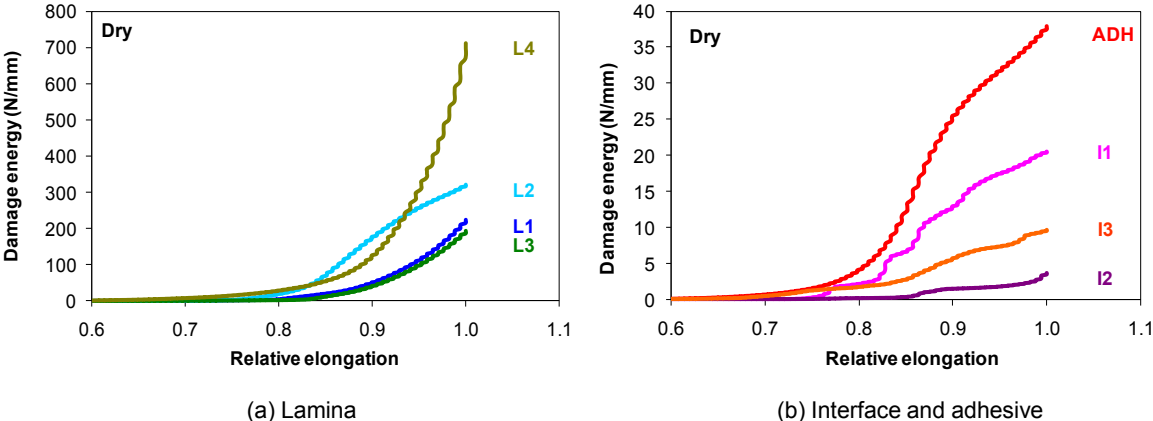 Damage energy (N/mm)
800
700
600
500
400
300
200
100
0
Dry
L4
L2
L1
L3
0.6 0.7 0.8 0.9 1.0 1.1
Relative elongation
(a) Lamina
Damage energy (N/mm)
40
35
30
25
20
15
10
5
0
Dry
ADH
I1
I3
I2
0.6 0.7 0.8 0.9 1.0 1.1
Relative elongation
(b) Interface and adhesive